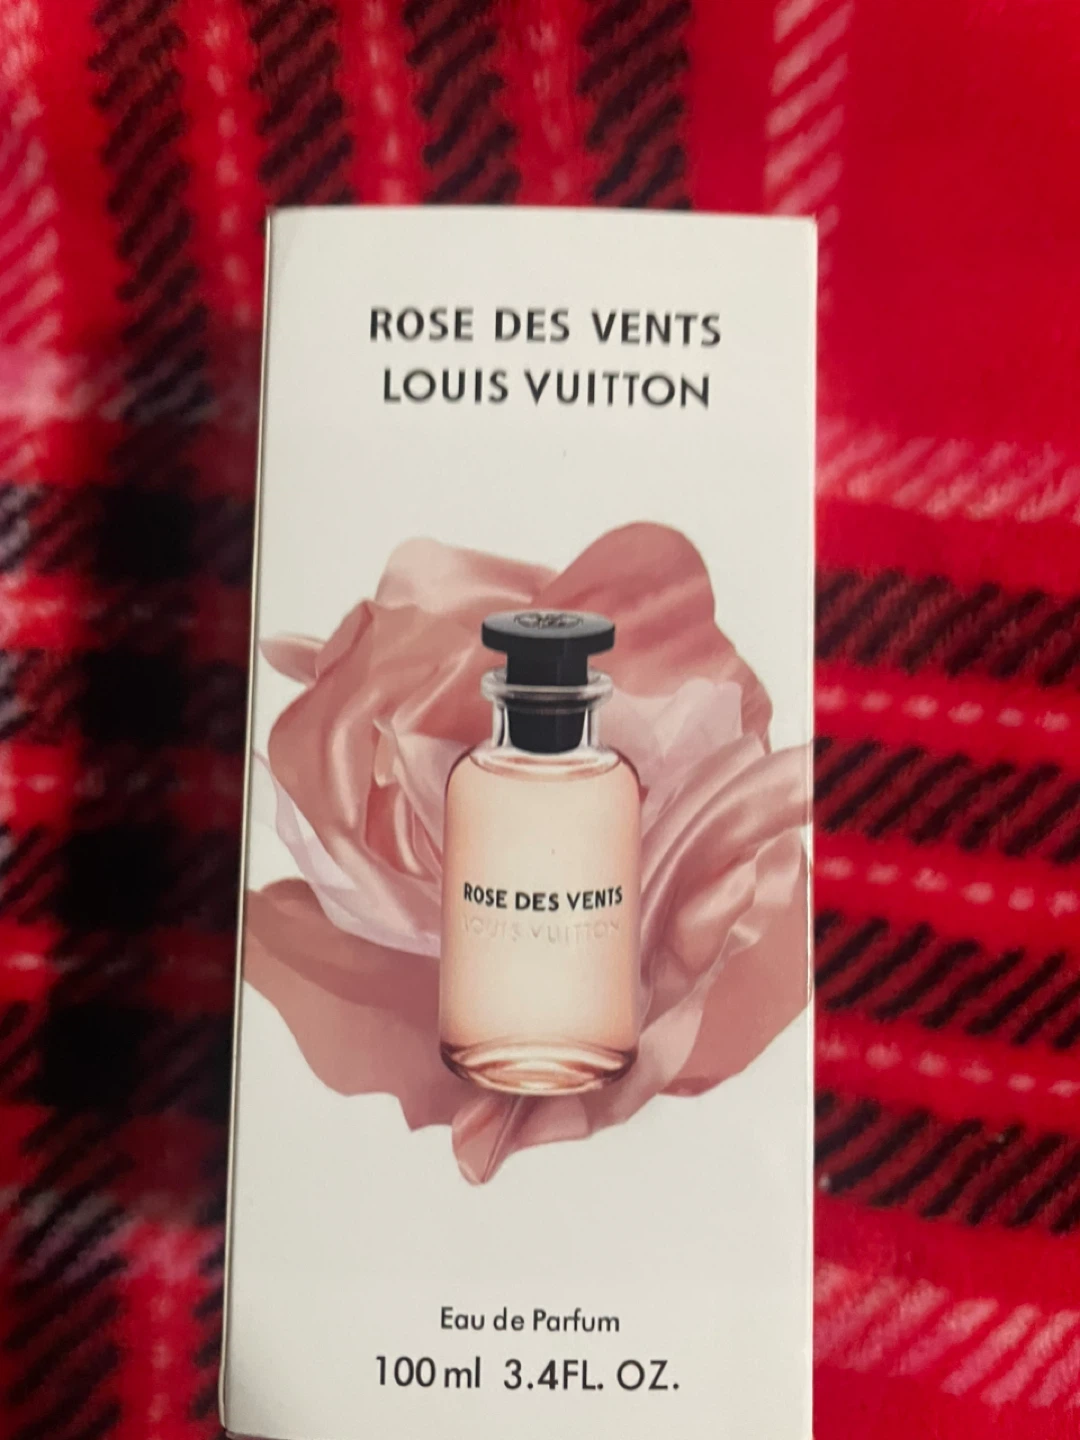 ROSE DES VENTS
LOUIS VUITTON
ROSE DES VENTS
LOUIS VUITTON
Eau de Parfum
100 ml 3.4FL. OZ.